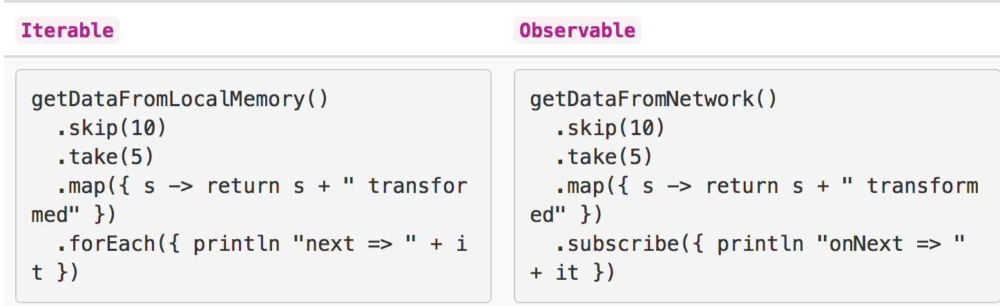 Iterable
Observable
getDataFromLocalMemory()
  .skip(10)
  .take(5)
  .map({ s -> return s + " transfor
med" })
  .forEach({ println "next => " + i
t })
getDataFromNetwork()
  .skip(10)
  .take(5)
  .map({ s -> return s + " transform
ed" })
  .subscribe({ println "onNext => "
+ it })